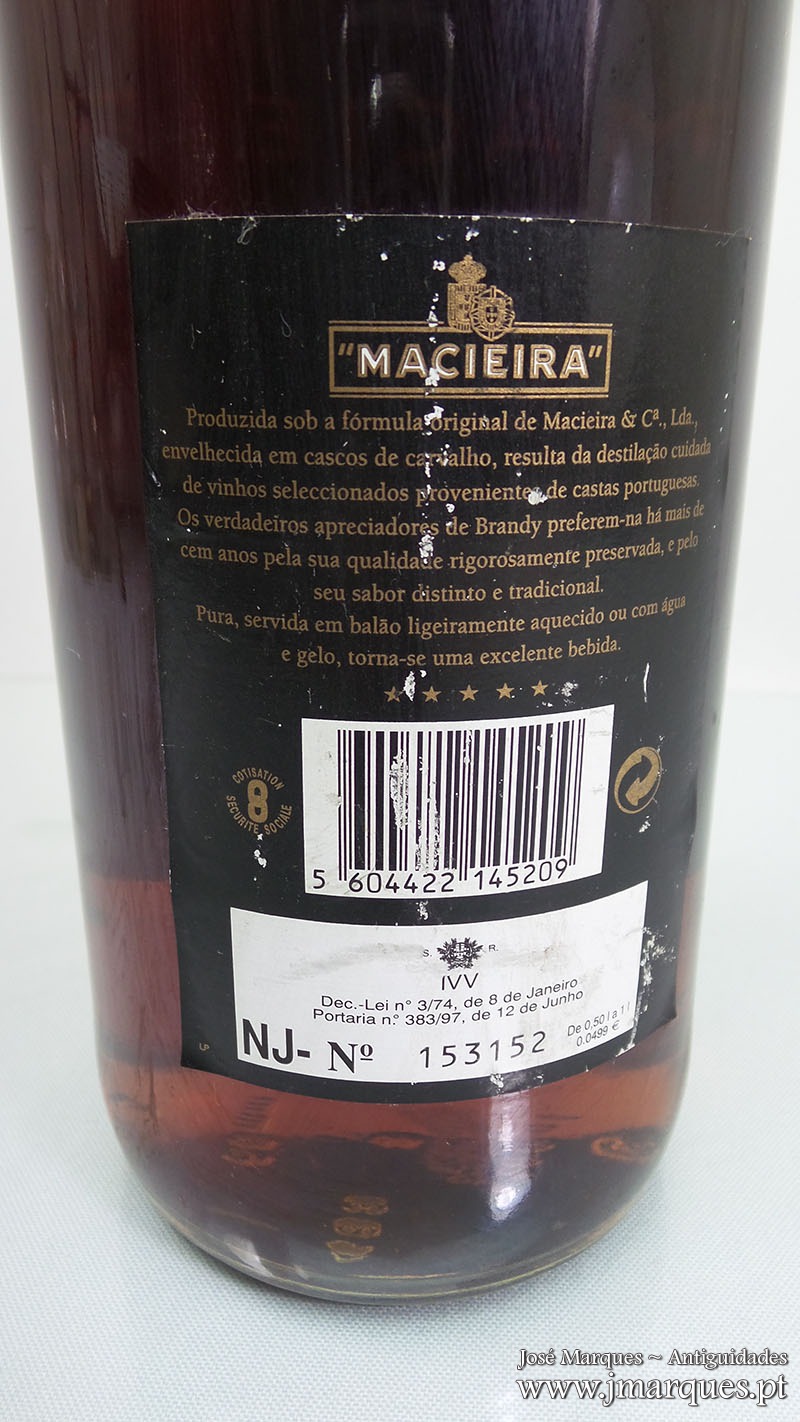 "MACIEIRA"
Produzida sob a fórmula original de Macieira & Cª., Lda.,
envelhecida em cascos de carvalho, resulta da destilação cuidada
de vinhos seleccionados provenientes de castas portuguesas.
Os verdadeiros apreciadores de Brandy preferem-na há mais de
cem anos pela sua qualidade rigorosamente preservada, e pelo
seu sabor distinto e tradicional.
Pura, servida em balão ligeiramente aquecido ou com água
e gelo, torna-se uma excelente bebida.
COTISATION
SECURITE SOCIALE
5 604422 145209
S. R.
IVV
Dec.-Lei n° 3/74, de 8 de Janeiro
Portaria n.° 383/97, de 12 de Junho
De 0,50 l a 1 l
0.0499 €
NJ- Nº 153152
LP
José Marques ~ Antiguidades
www.jmarques.pt